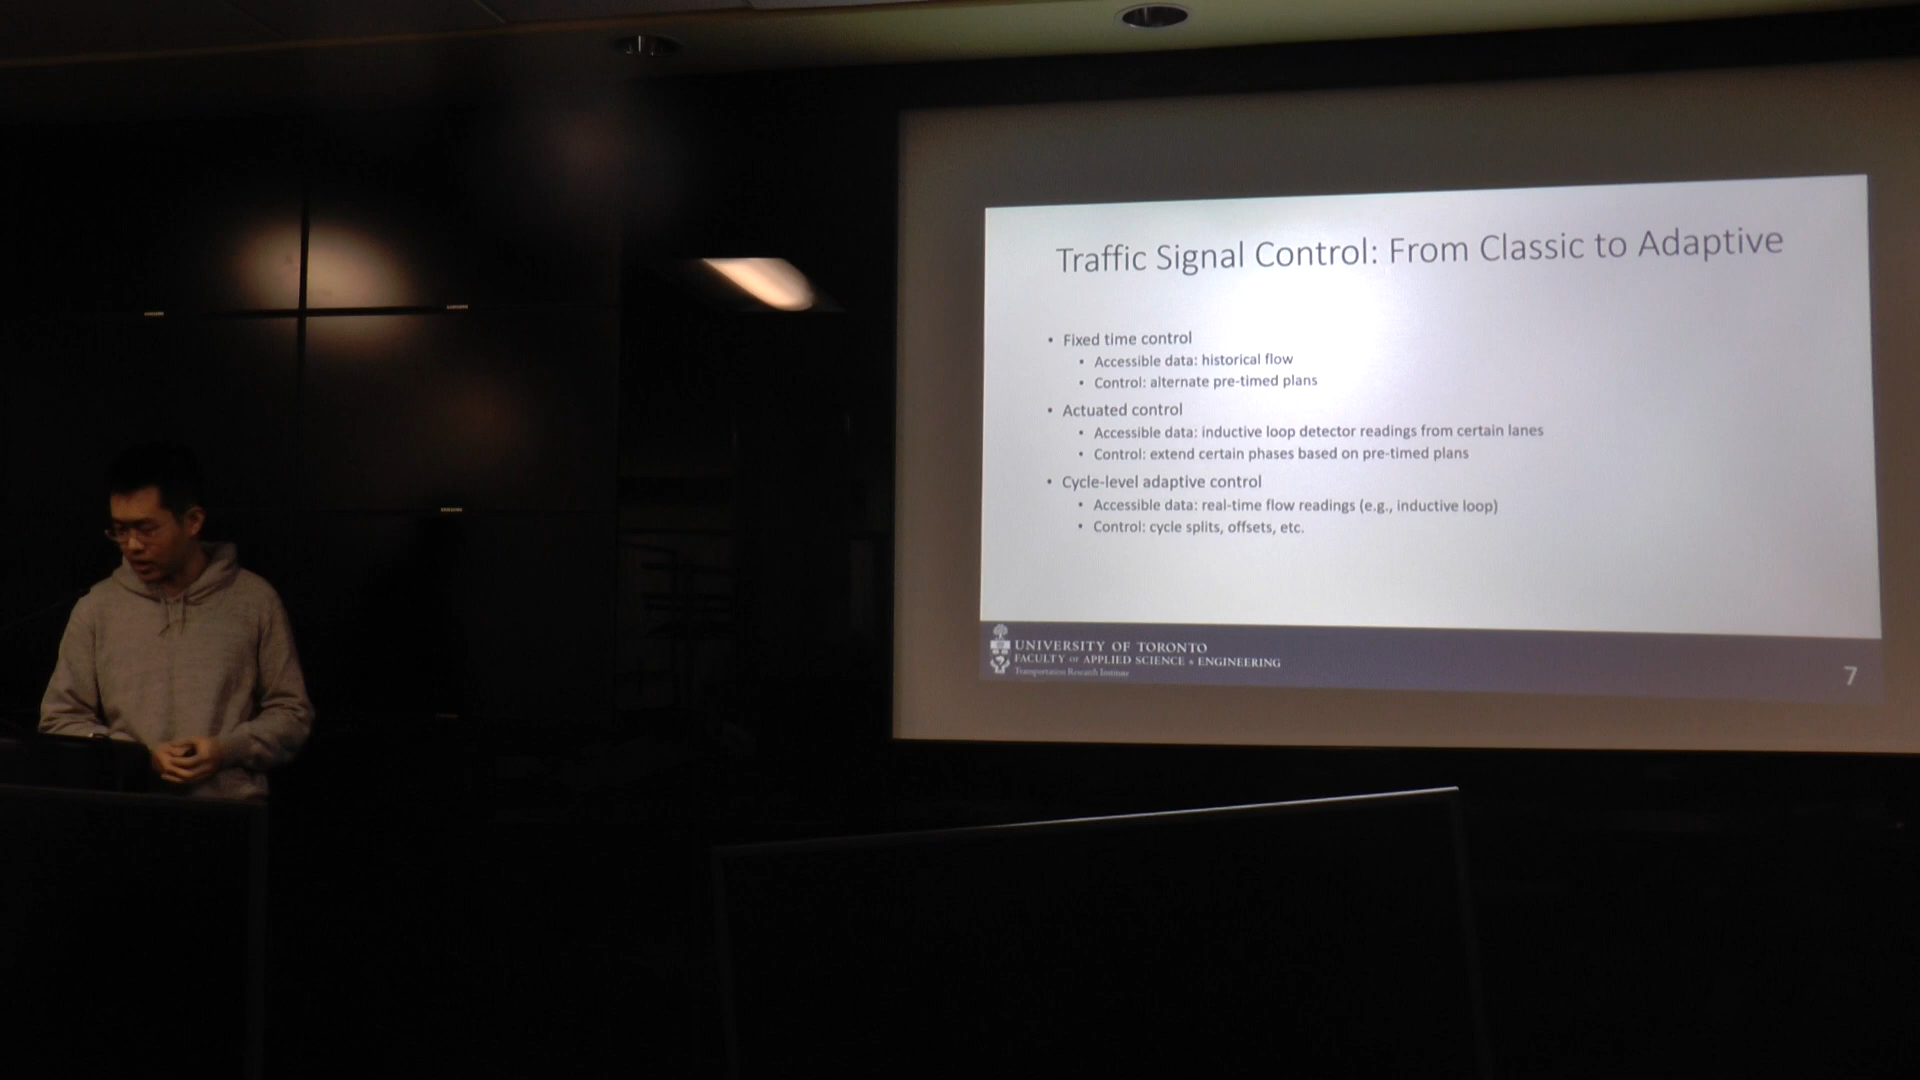 Traffic Signal Control: From Classic to Adaptive
• Fixed time control
• Accessible data: historical flow
• Control: alternate pre-timed plans
• Actuated control
• Accessible data: inductive loop detector readings from certain lanes
• Control: extend certain phases based on pre-timed plans
• Cycle-level adaptive control
• Accessible data: real-time flow readings (e.g., inductive loop)
• Control: cycle splits, offsets, etc.
UNIVERSITY OF TORONTO
FACULTY OF APPLIED SCIENCE & ENGINEERING
Transportation Research Institute
7